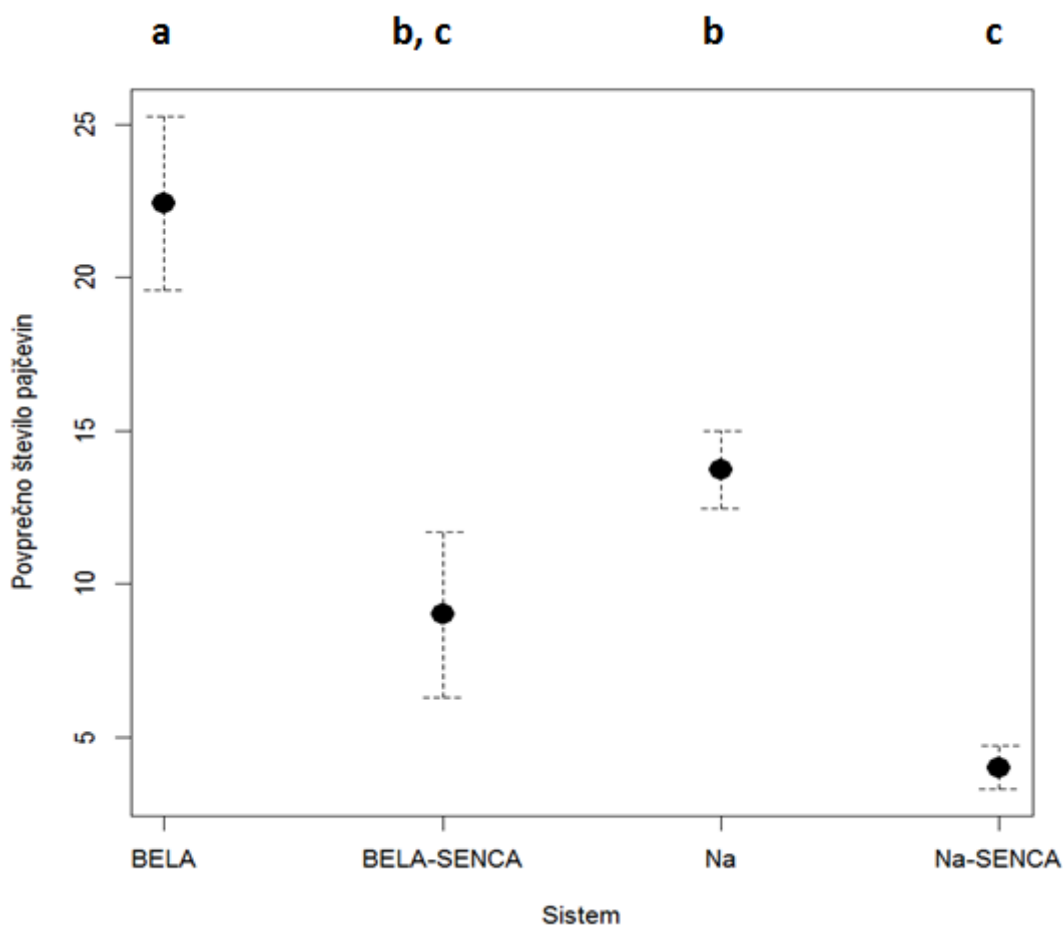 a b, c b c
25
20
15
10
5
Povprečno število pajčevin
BELA BELA-SENCA Na Na-SENCA
Sistem